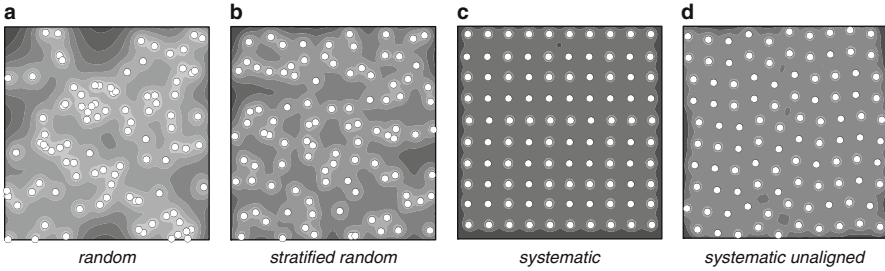 a
b
c
d
random
stratified random
systematic
systematic unaligned